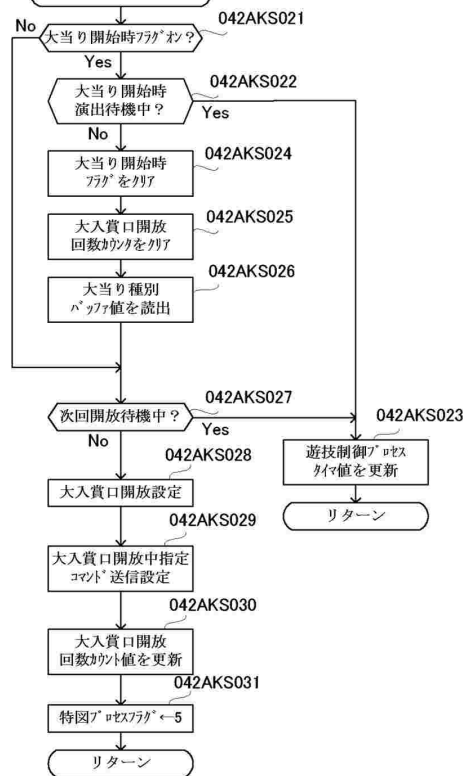 042AKS021
No
大当り開始時フラグオン？
Yes
042AKS022
大当り開始時
演出待機中？
Yes
No
042AKS024
大当り開始時
フラグをクリア
042AKS025
大入賞口開放
回数カウンタをクリア
042AKS026
大当り種別
バッファ値を読出
042AKS027
次回開放待機中？
Yes
No
042AKS023
遊技制御プロセス
タイマ値を更新
リターン
042AKS028
大入賞口開放設定
042AKS029
大入賞口開放中指定
コマンド送信設定
042AKS030
大入賞口開放
回数カウント値を更新
042AKS031
特図プロセスフラグ←5
リターン